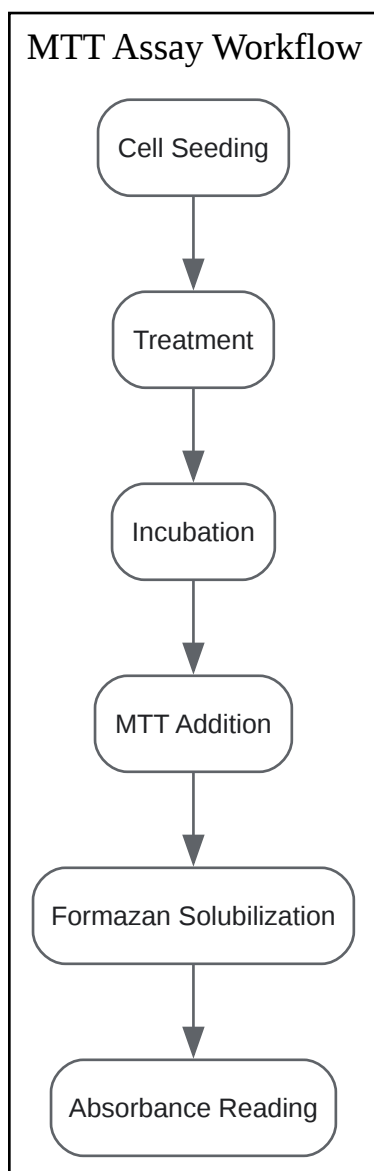 MTT Assay Workflow
Cell Seeding
Treatment
Incubation
MTT Addition
Formazan Solubilization
Absorbance Reading